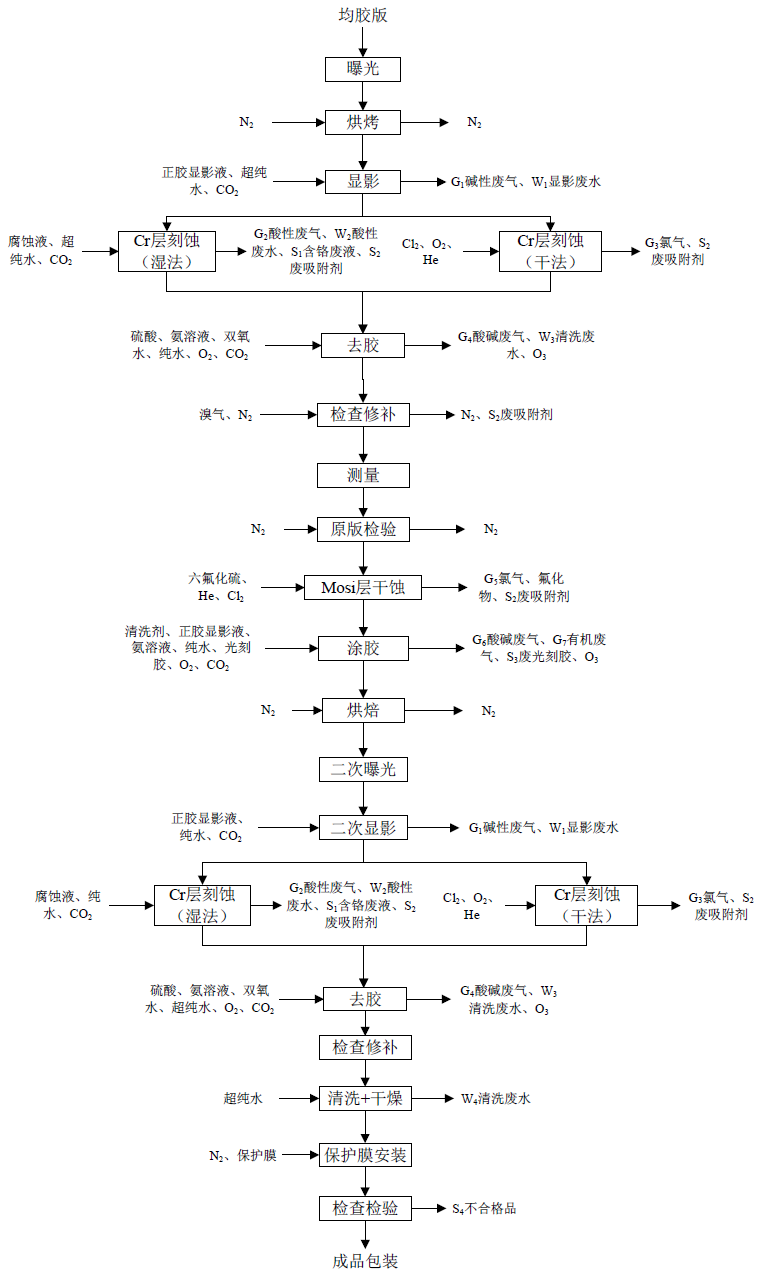 均胶版
曝光
N₂
烘烤
N₂
正胶显影液、超纯
水、CO₂
显影
G₁碱性废气、W₁显影废水
腐蚀液、超
纯水、CO₂
Cr层刻蚀
（湿法）
G₂酸性废气、W₂酸性
废水、S₁含铬废液、S₂
废吸附剂
Cl₂、O₂、
He
Cr层刻蚀
（干法）
G₃氯气、S₂
废吸附剂
硫酸、氨溶液、双氧
水、纯水、O₂、CO₂
去胶
G₄酸碱废气、W₃清洗废
水、O₃
溴气、N₂
检查修补
N₂、S₂废吸附剂
测量
N₂
原版检验
N₂
六氟化硫、
He、Cl₂
Mosi层干蚀
G₅氯气、氟化
物、S₂废吸附剂
清洗剂、正胶显影液、
氨溶液、纯水、光刻
胶、O₂、CO₂
涂胶
G₆酸碱废气、G₇有机废
气、S₃废光刻胶、O₃
N₂
烘焙
N₂
二次曝光
正胶显影液、
纯水、CO₂
二次显影
G₁碱性废气、W₁显影废水
腐蚀液、纯
水、CO₂
Cr层刻蚀
（湿法）
G₂酸性废气、W₂酸性
废水、S₁含铬废液、S₂
废吸附剂
Cl₂、O₂、
He
Cr层刻蚀
（干法）
G₃氯气、S₂
废吸附剂
硫酸、氨溶液、双氧
水、超纯水、O₂、CO₂
去胶
G₄酸碱废气、W₃
清洗废水、O₃
检查修补
超纯水
清洗+干燥
W₄清洗废水
N₂、保护膜
保护膜安装
检查检验
S₄不合格品
成品包装